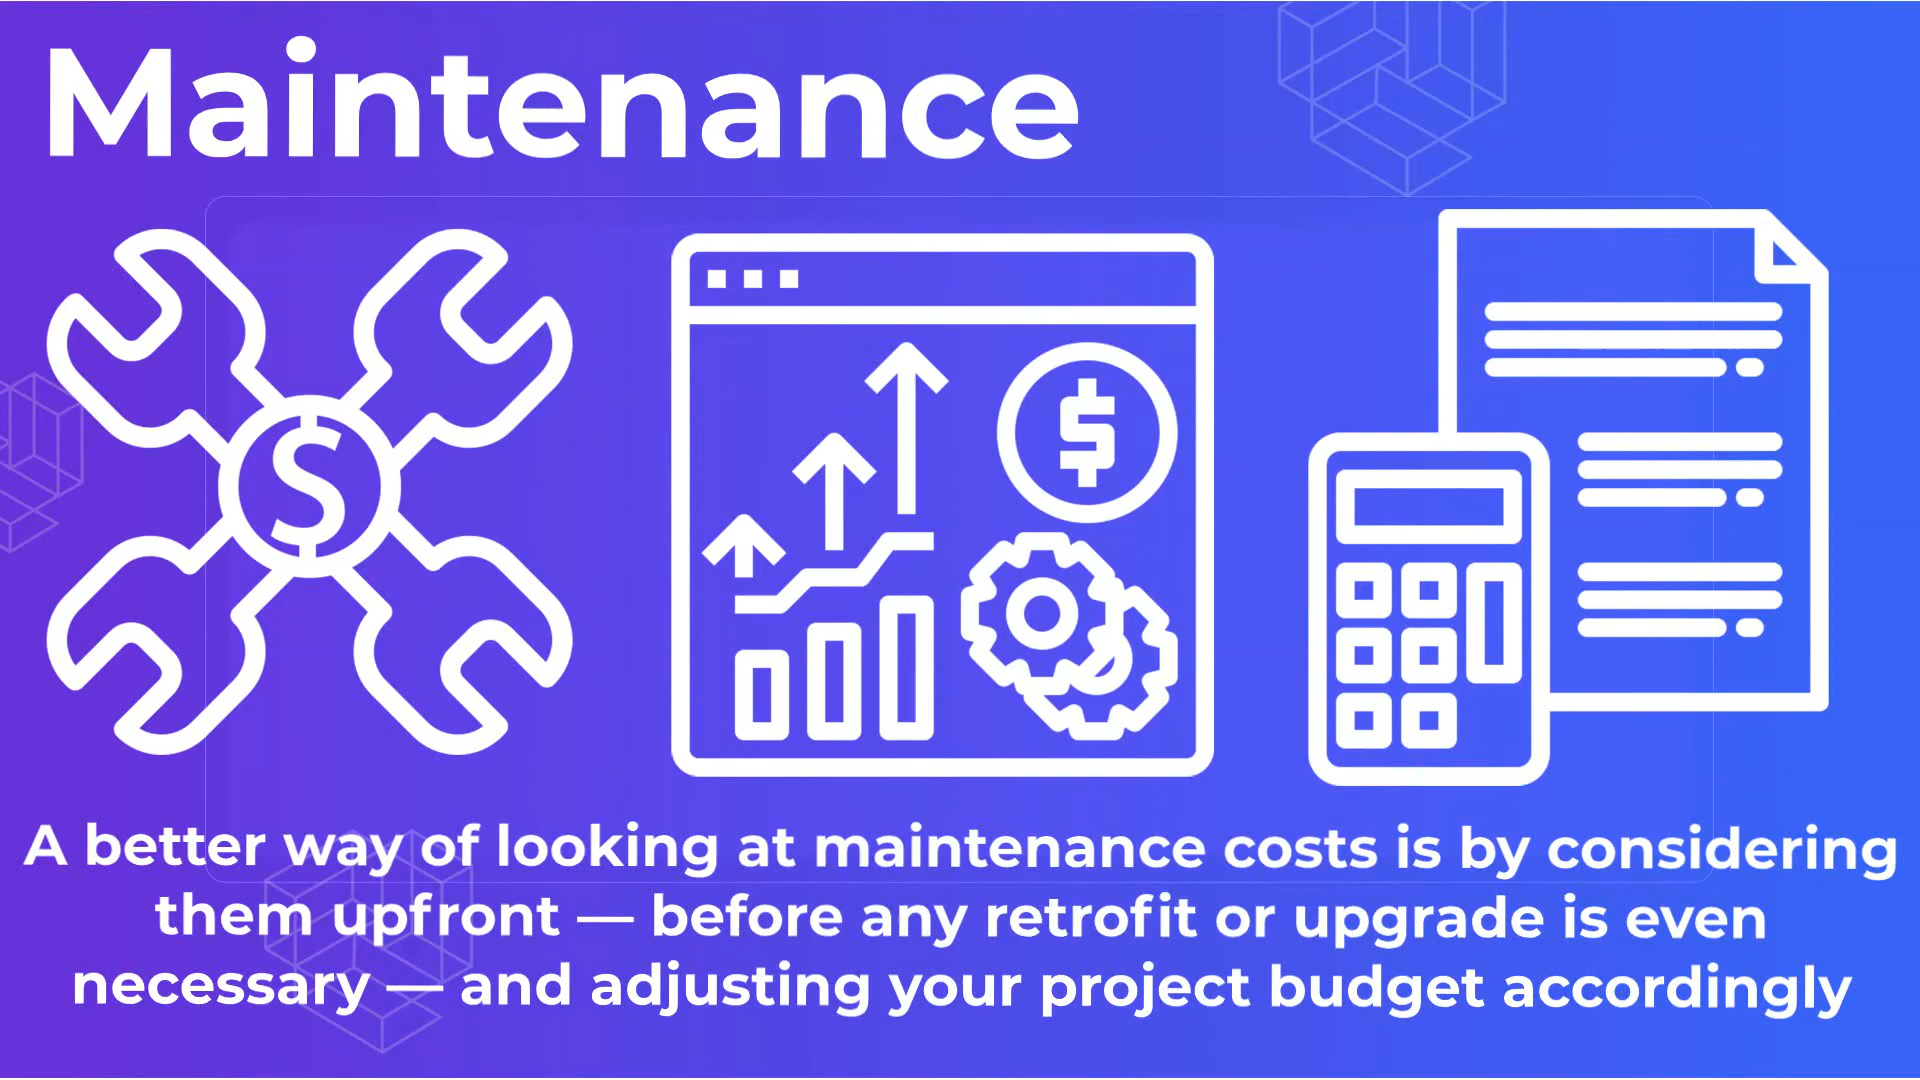 Maintenance
$
$
A better way of looking at maintenance costs is by considering
them upfront — before any retrofit or upgrade is even
necessary — and adjusting your project budget accordingly